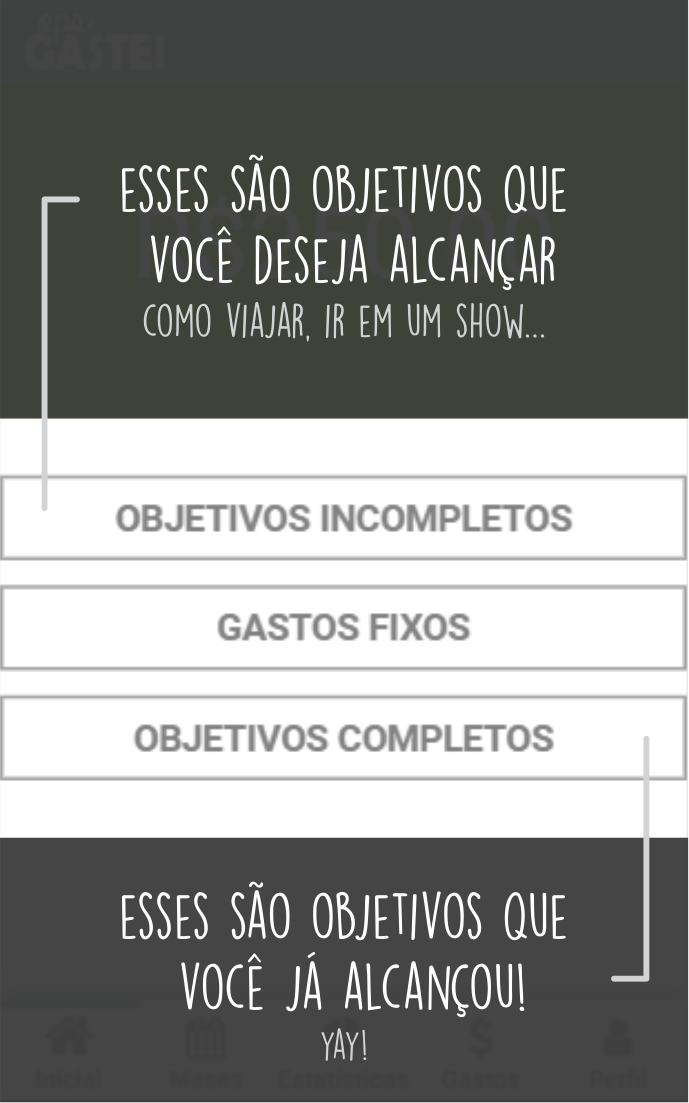 epa
GASTEI
ESSES SÃO OBJETIVOS QUE
VOCÊ DESEJA ALCANÇAR
COMO VIAJAR, IR EM UM SHOW...
OBJETIVOS INCOMPLETOS
GASTOS FIXOS
OBJETIVOS COMPLETOS
ESSES SÃO OBJETIVOS QUE
VOCÊ JÁ ALCANÇOU!
YAY!
Inicial Meses Estatísticas Gastos Perfil